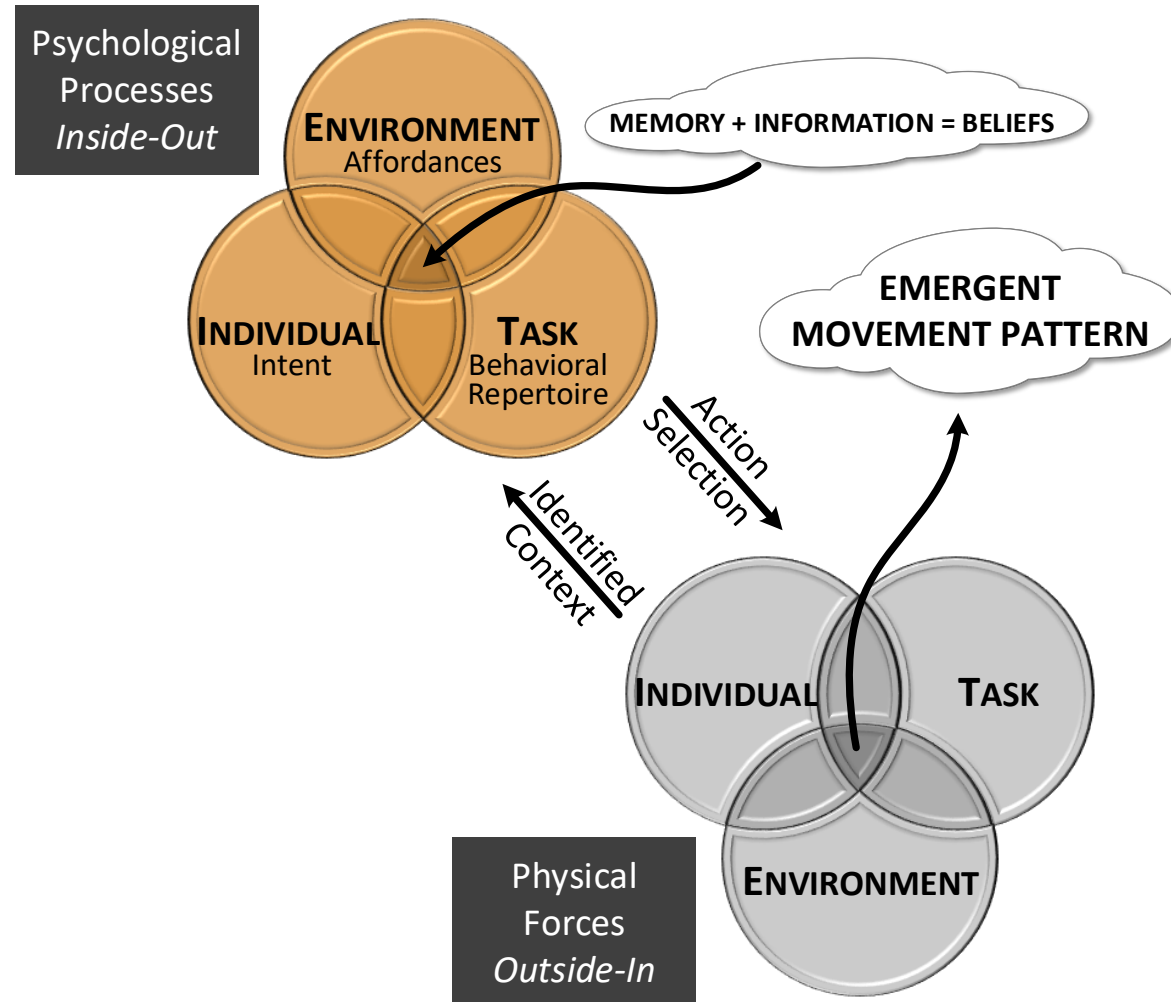 Psychological
Processes
Inside-Out
ENVIRONMENT
Affordances
MEMORY + INFORMATION = BELIEFS
INDIVIDUAL
Intent
TASK
Behavioral
Repertoire
EMERGENT
MOVEMENT PATTERN
Action
Selection
Identified
Context
INDIVIDUAL
TASK
ENVIRONMENT
Physical
Forces
Outside-In